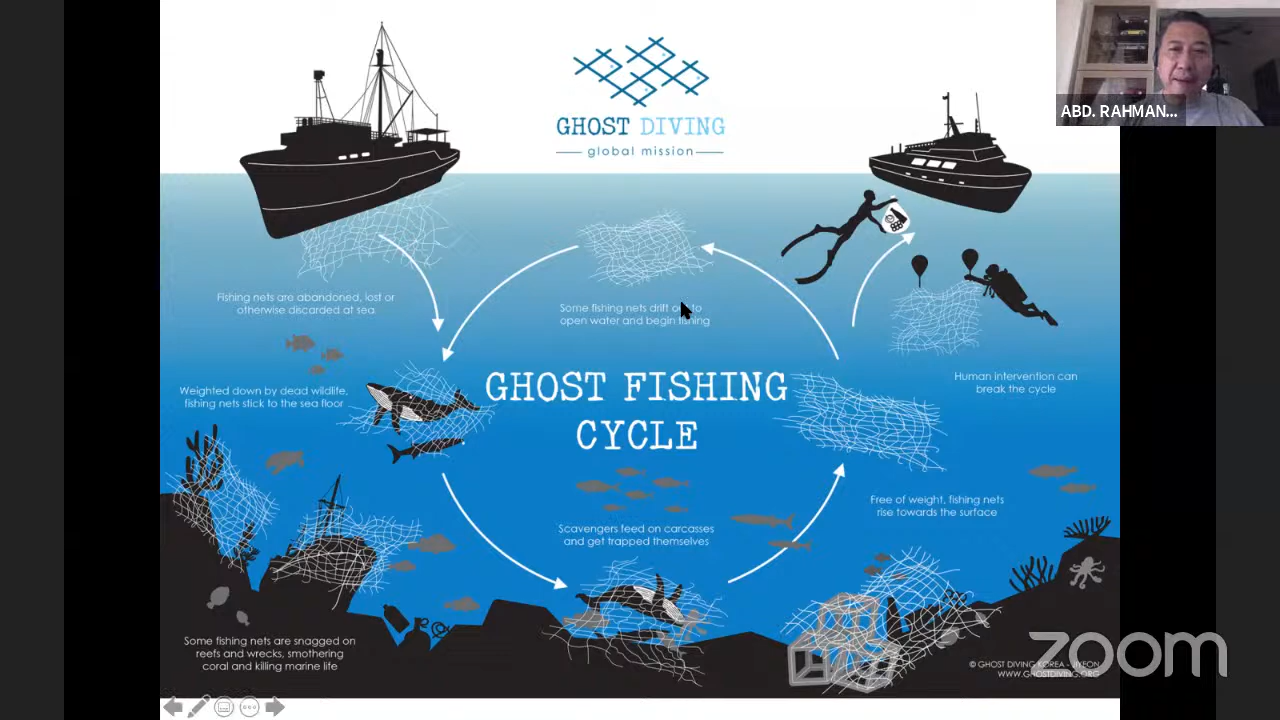 ABD. RAHMAN...
GHOST DIVING
global mission
Fishing nets are abandoned, lost or
otherwise discarded at sea
Some fishing nets drift on to
open water and begin fishing
Weighted down by dead wildlife,
fishing nets stick to the sea floor
GHOST FISHING
CYCLE
Human intervention can
break the cycle
Free of weight, fishing nets
rise towards the surface
Scavengers feed on carcasses
and get trapped themselves
Some fishing nets are snagged on
reefs and wrecks, smothering
coral and killing marine life
© GHOST DIVING KOREA - JIYEON
WWW.GHOSTDIVING.ORG
zoom